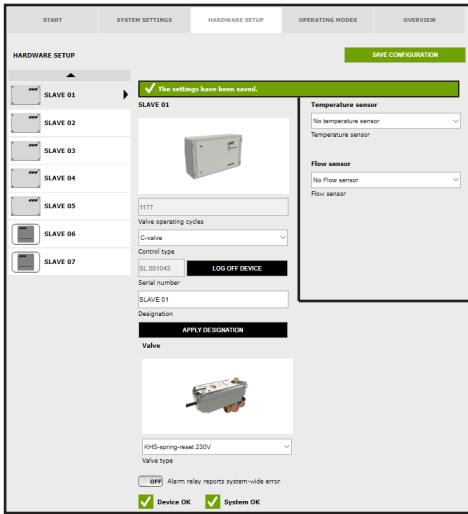 START
SYSTEM SETTINGS
HARDWARE SETUP
OPERATING MODES
OVERVIEW
HARDWARE SETUP
SAVE CONFIGURATION
SLAVE 01
SLAVE 02
SLAVE 03
SLAVE 04
SLAVE 05
SLAVE 06
SLAVE 07
The settings have been saved.
SLAVE 01
1177
Valve operating cycles
C-valve
Control type
SL 001043
LOG OFF DEVICE
Serial number
SLAVE 01
Designation
APPLY DESIGNATION
Valve
KHS-spring-reset 230V
Valve type
OFF Alarm relay reports system-wide error
Device OK
System OK
Temperature sensor
No temperature sensor
Temperature sensor
Flow sensor
No Flow sensor
Flow sensor